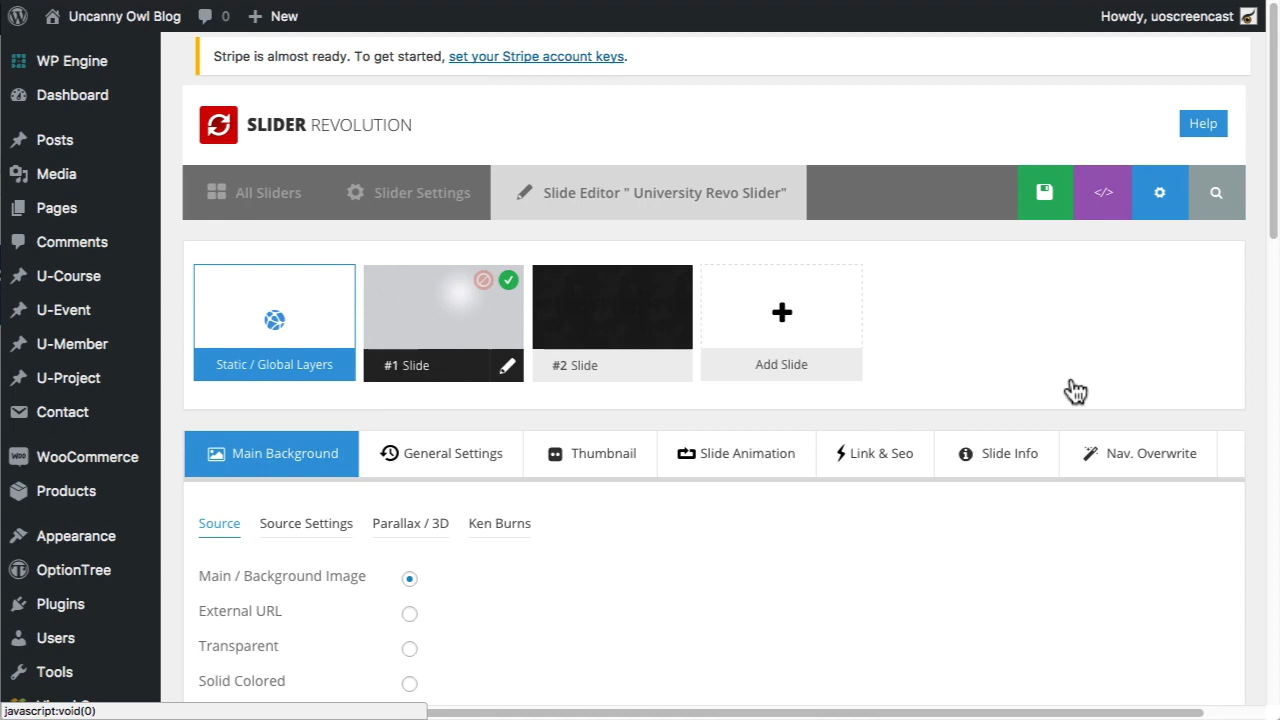 Uncanny Owl Blog
0
New
Howdy, uoscreencast
WP Engine
Dashboard
Posts
Media
Pages
Comments
U-Course
U-Event
U-Member
U-Project
Contact
WooCommerce
Products
Appearance
OptionTree
Plugins
Users
Tools
Stripe is almost ready. To get started, set your Stripe account keys.
SLIDER REVOLUTION
Help
All Sliders
Slider Settings
Slide Editor " University Revo Slider"
</>
Static / Global Layers
#1 Slide
#2 Slide
Add Slide
Main Background
General Settings
Thumbnail
Slide Animation
Link & Seo
Slide Info
Nav. Overwrite
Source
Source Settings
Parallax / 3D
Ken Burns
Main / Background Image
External URL
Transparent
Solid Colored
javascript:void(0)